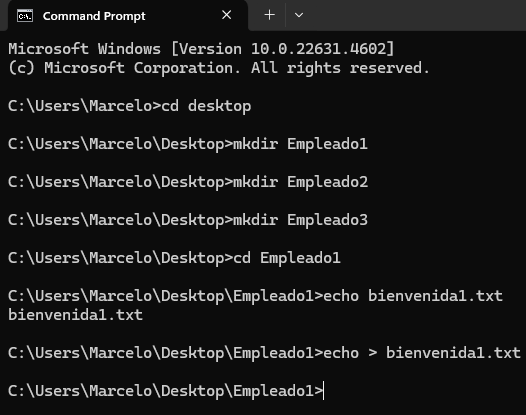 Command Prompt
Microsoft Windows [Version 10.0.22631.4602]
(c) Microsoft Corporation. All rights reserved.
C:\Users\Marcelo>cd desktop
C:\Users\Marcelo\Desktop>mkdir Empleado1
C:\Users\Marcelo\Desktop>mkdir Empleado2
C:\Users\Marcelo\Desktop>mkdir Empleado3
C:\Users\Marcelo\Desktop>cd Empleado1
C:\Users\Marcelo\Desktop\Empleado1>echo bienvenida1.txt
bienvenida1.txt
C:\Users\Marcelo\Desktop\Empleado1>echo > bienvenida1.txt
C:\Users\Marcelo\Desktop\Empleado1>